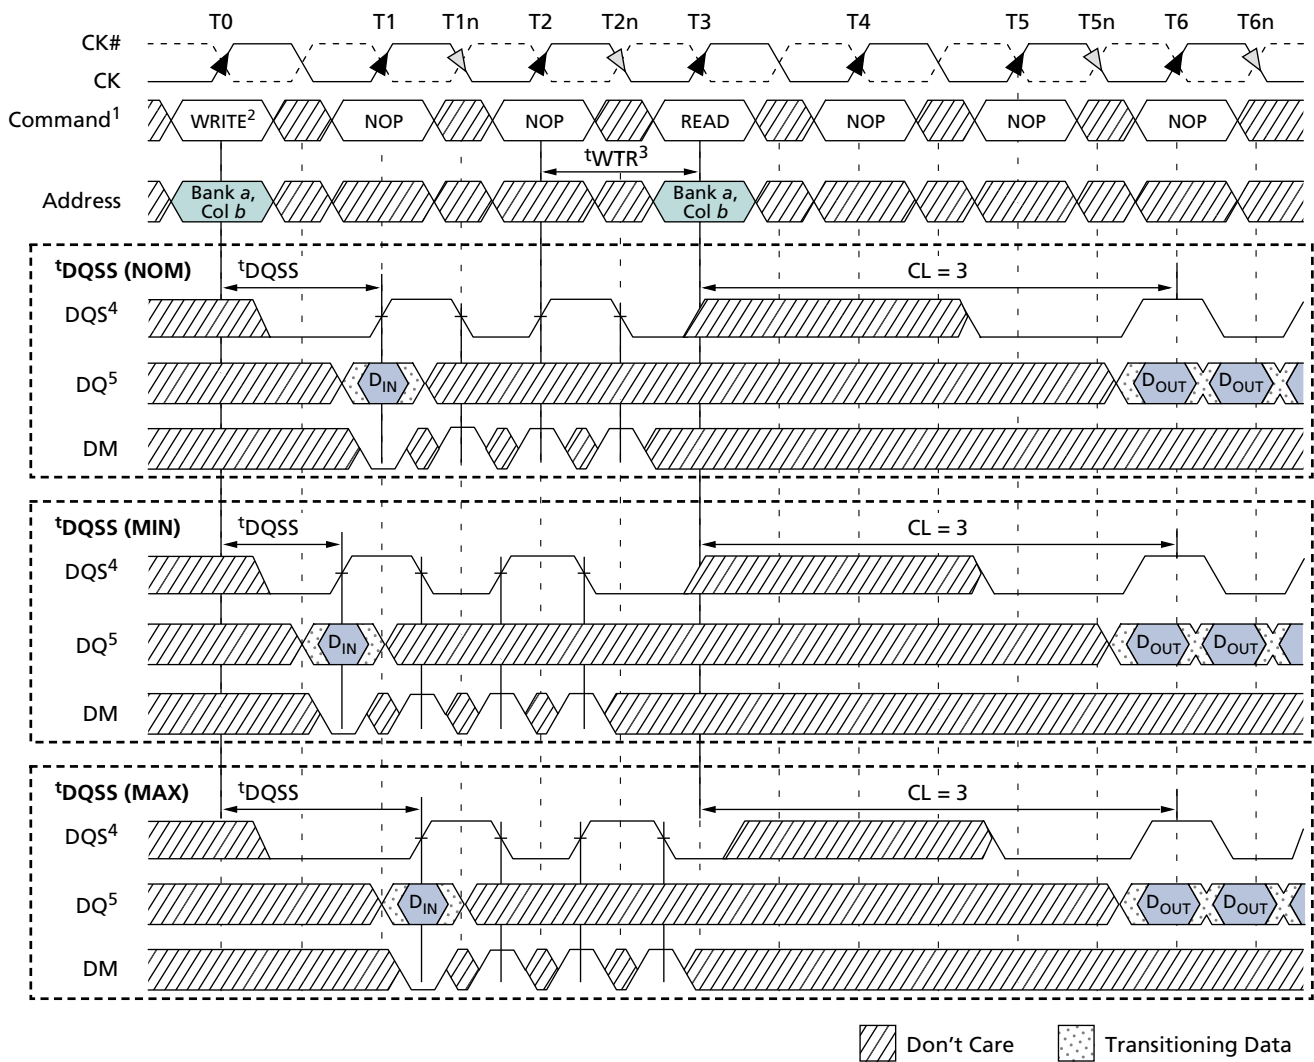 T0 T1 T1n T2 T2n T3 T4 T5 T5n T6 T6n
CK#
CK
Command1 WRITE2 NOP NOP READ NOP NOP NOP
tWTR3
Address Bank a, Col b Bank a, Col b
tDQSS (NOM) tDQSS CL = 3
DQS4
DQ5 DIN DOUT DOUT
DM
tDQSS (MIN) tDQSS CL = 3
DQS4
DQ5 DIN DOUT DOUT
DM
tDQSS (MAX) tDQSS CL = 3
DQS4
DQ5 DIN DOUT DOUT
DM
Don't Care Transitioning Data